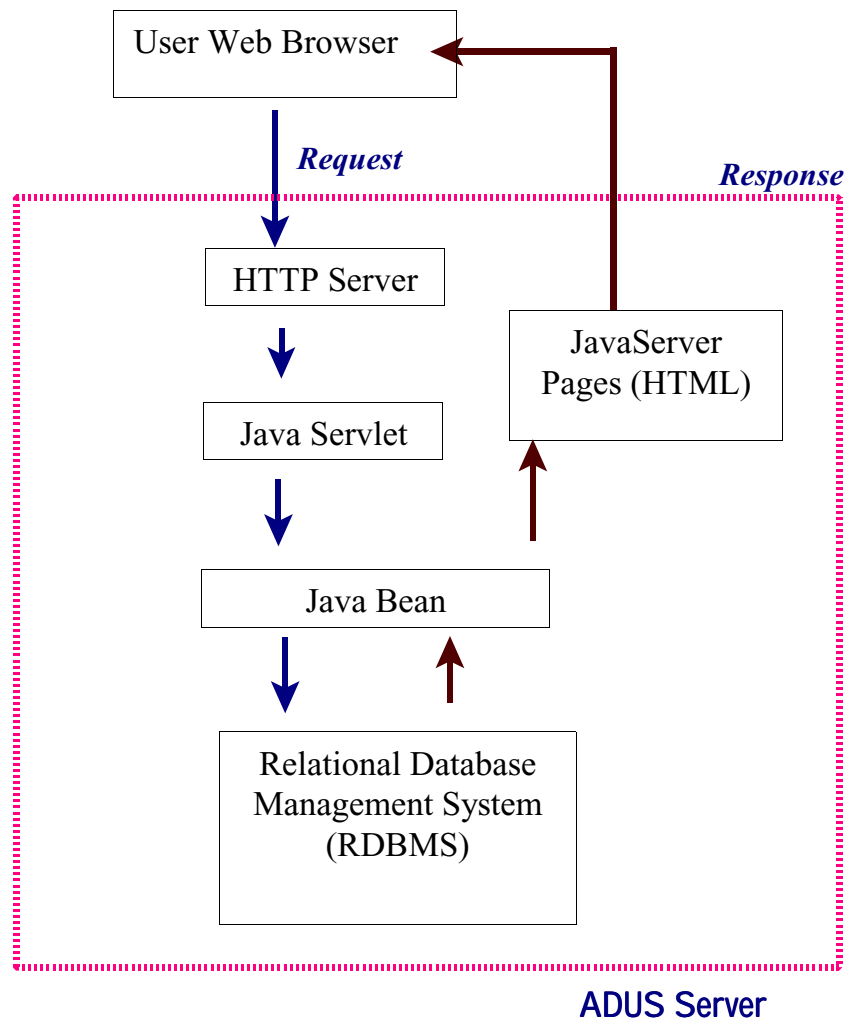 User Web Browser
Request
Response
HTTP Server
JavaServer
Pages (HTML)
Java Servlet
Java Bean
Relational Database
Management System
(RDBMS)
ADUS Server